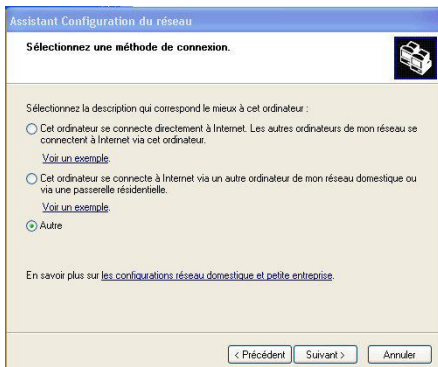 Assistant Configuration du réseau
Sélectionnez une méthode de connexion.
Sélectionnez la description qui correspond le mieux à cet ordinateur :
Cet ordinateur se connecte directement à Internet. Les autres ordinateurs de mon réseau se
connectent à Internet via cet ordinateur.
Voir un exemple.
Cet ordinateur se connecte à Internet via un autre ordinateur de mon réseau domestique ou
via une passerelle résidentielle.
Voir un exemple.
Autre
En savoir plus sur les configurations réseau domestique et petite entreprise.
< Précédent Suivant > Annuler